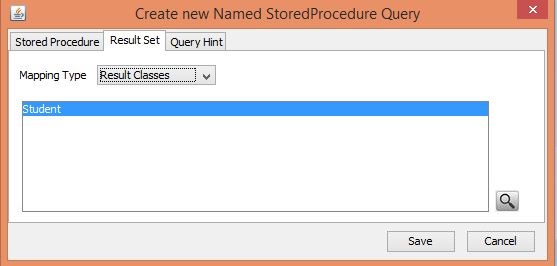 Create new Named StoredProcedure Query
Stored Procedure Result Set Query Hint
Mapping Type Result Classes
Student
Save Cancel